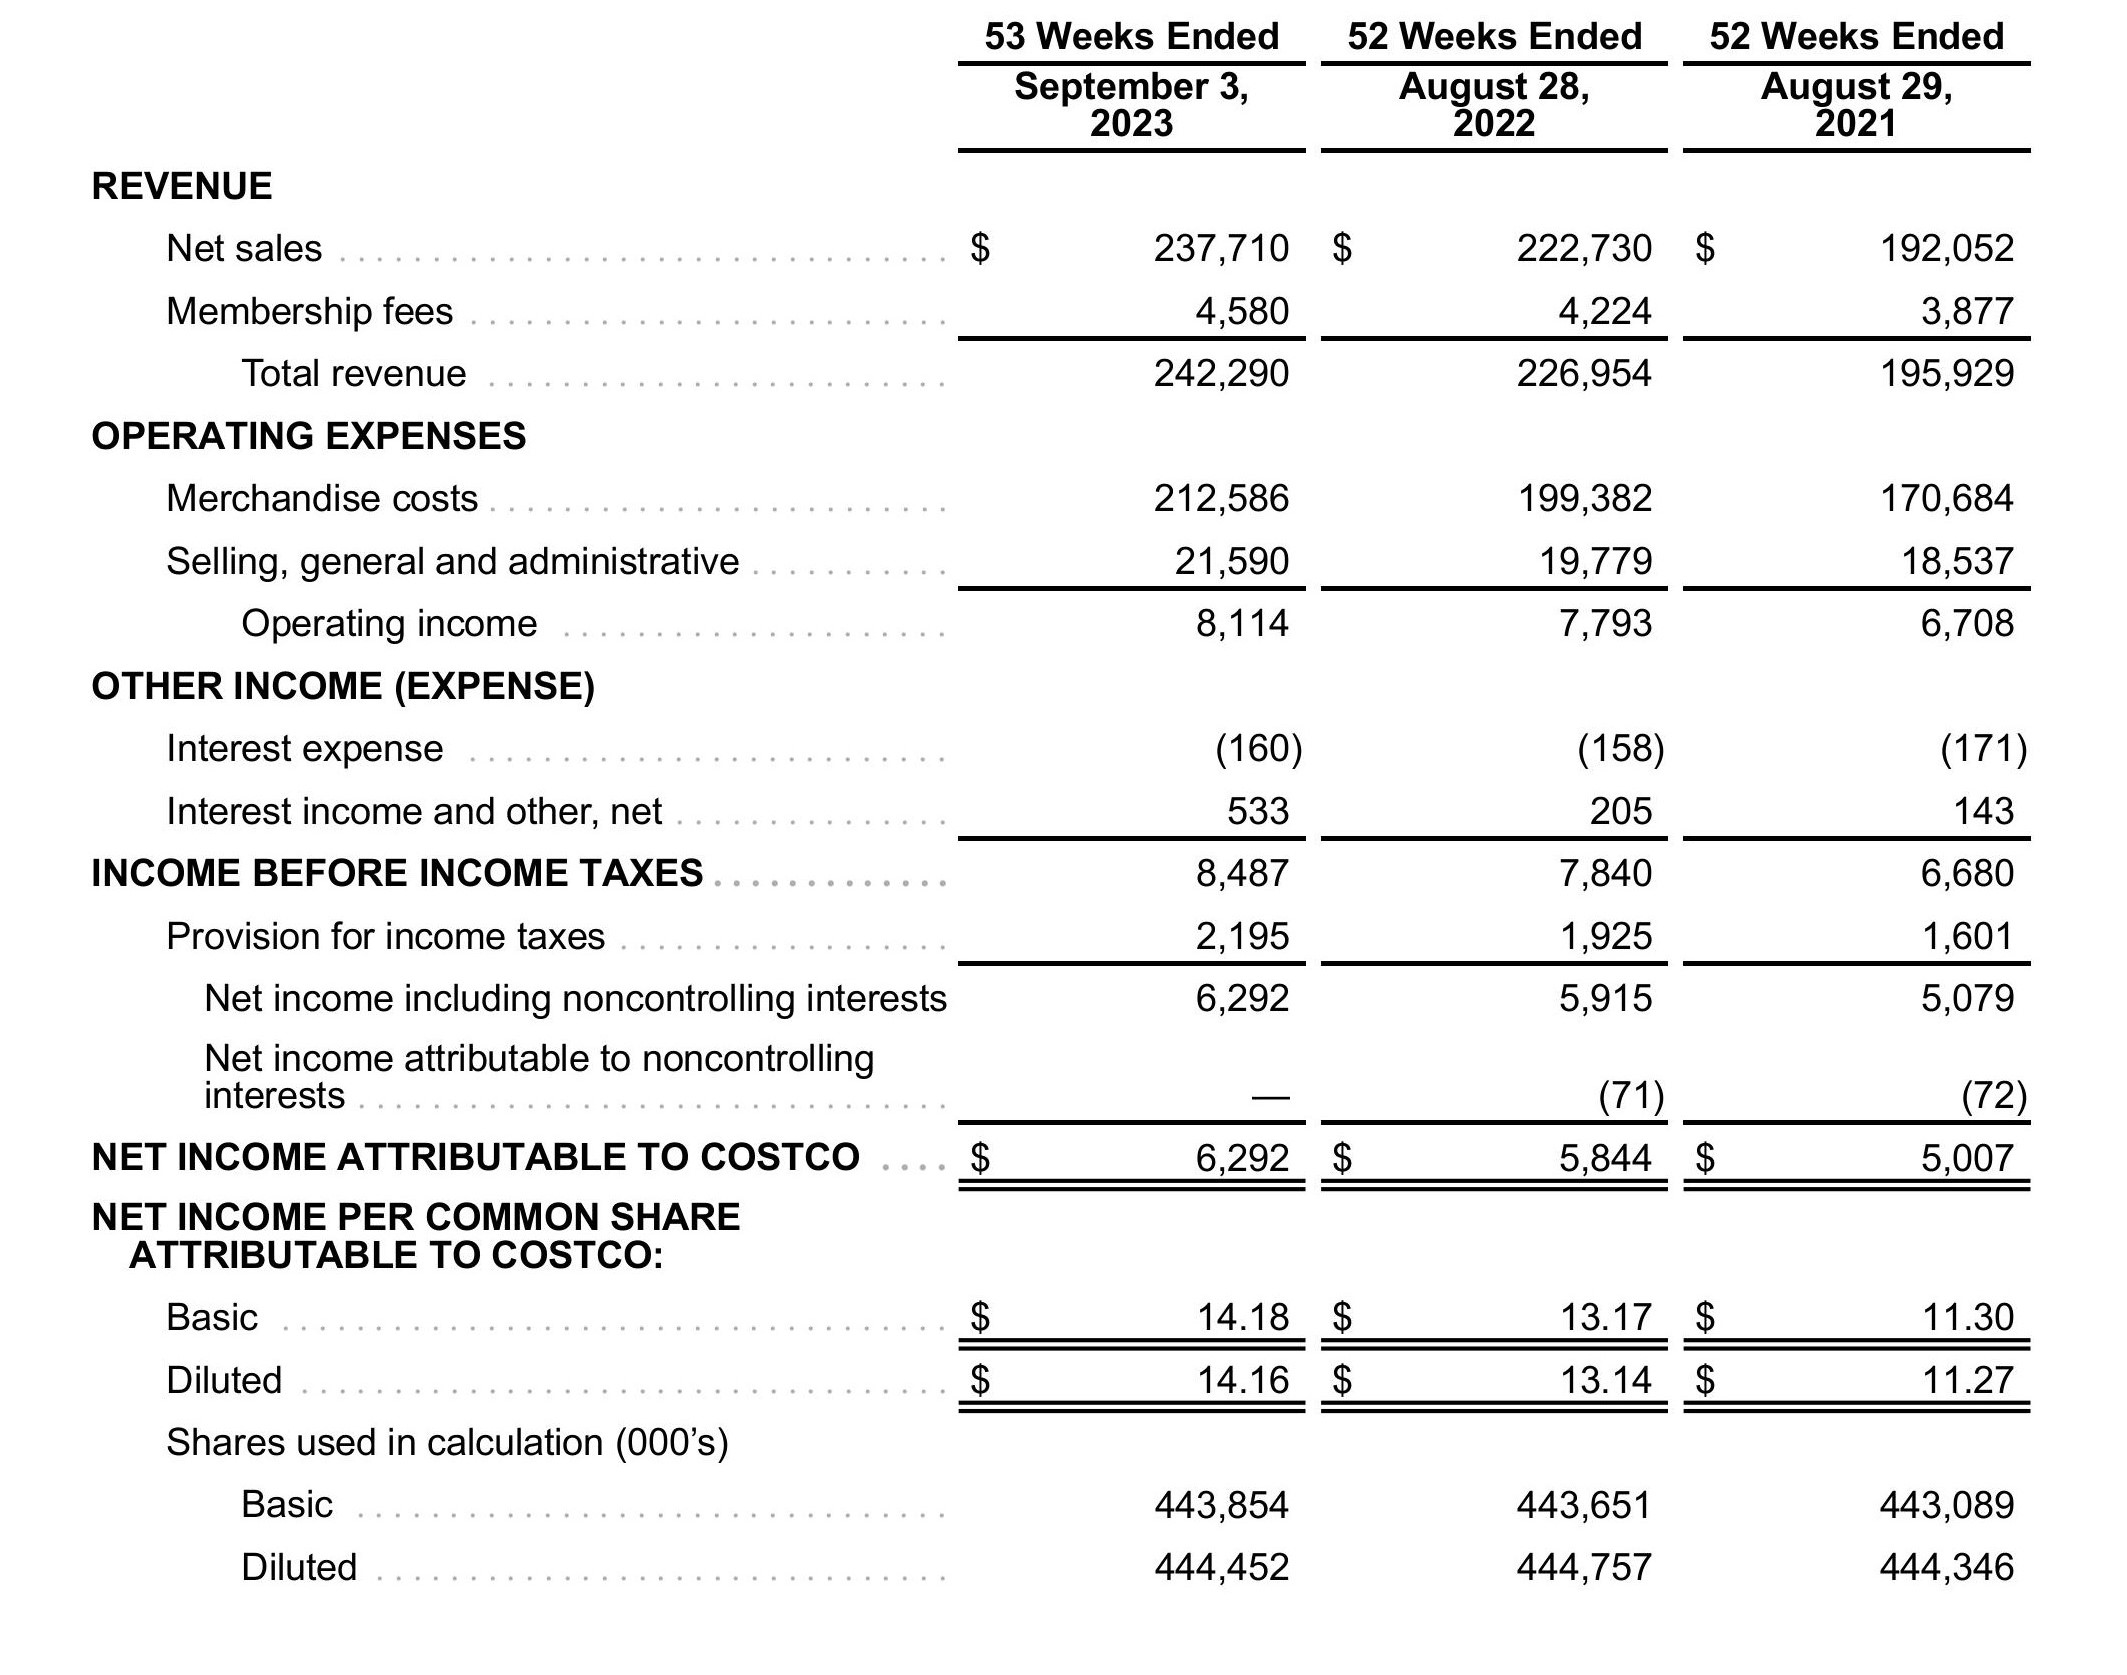 53 Weeks Ended 52 Weeks Ended 52 Weeks Ended
September 3, August 28, August 29,
2023 2022 2021
REVENUE
Net sales $ 237,710 $ 222,730 $ 192,052
Membership fees 4,580 4,224 3,877
Total revenue 242,290 226,954 195,929
OPERATING EXPENSES
Merchandise costs 212,586 199,382 170,684
Selling, general and administrative 21,590 19,779 18,537
Operating income 8,114 7,793 6,708
OTHER INCOME (EXPENSE)
Interest expense (160) (158) (171)
Interest income and other, net 533 205 143
INCOME BEFORE INCOME TAXES 8,487 7,840 6,680
Provision for income taxes 2,195 1,925 1,601
Net income including noncontrolling interests 6,292 5,915 5,079
Net income attributable to noncontrolling
interests — (71) (72)
NET INCOME ATTRIBUTABLE TO COSTCO $ 6,292 $ 5,844 $ 5,007
NET INCOME PER COMMON SHARE
ATTRIBUTABLE TO COSTCO:
Basic $ 14.18 $ 13.17 $ 11.30
Diluted $ 14.16 $ 13.14 $ 11.27
Shares used in calculation (000’s)
Basic 443,854 443,651 443,089
Diluted 444,452 444,757 444,346